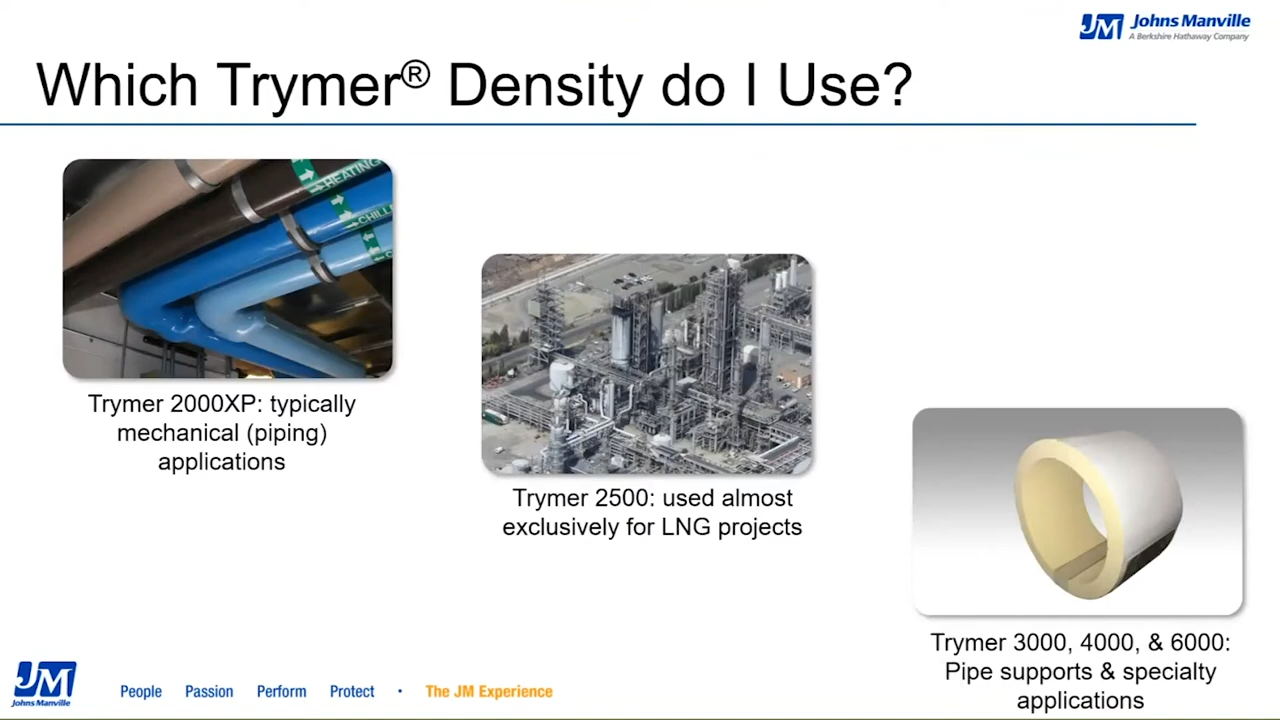 JM Johns Manville
A Berkshire Hathaway Company
Which Trymer® Density do I Use?
HEATING
CHILL
Trymer 2000XP: typically
mechanical (piping)
applications
Trymer 2500: used almost
exclusively for LNG projects
Trymer 3000, 4000, & 6000:
Pipe supports & specialty
applications
JM
Johns Manville
People Passion Perform Protect • The JM Experience